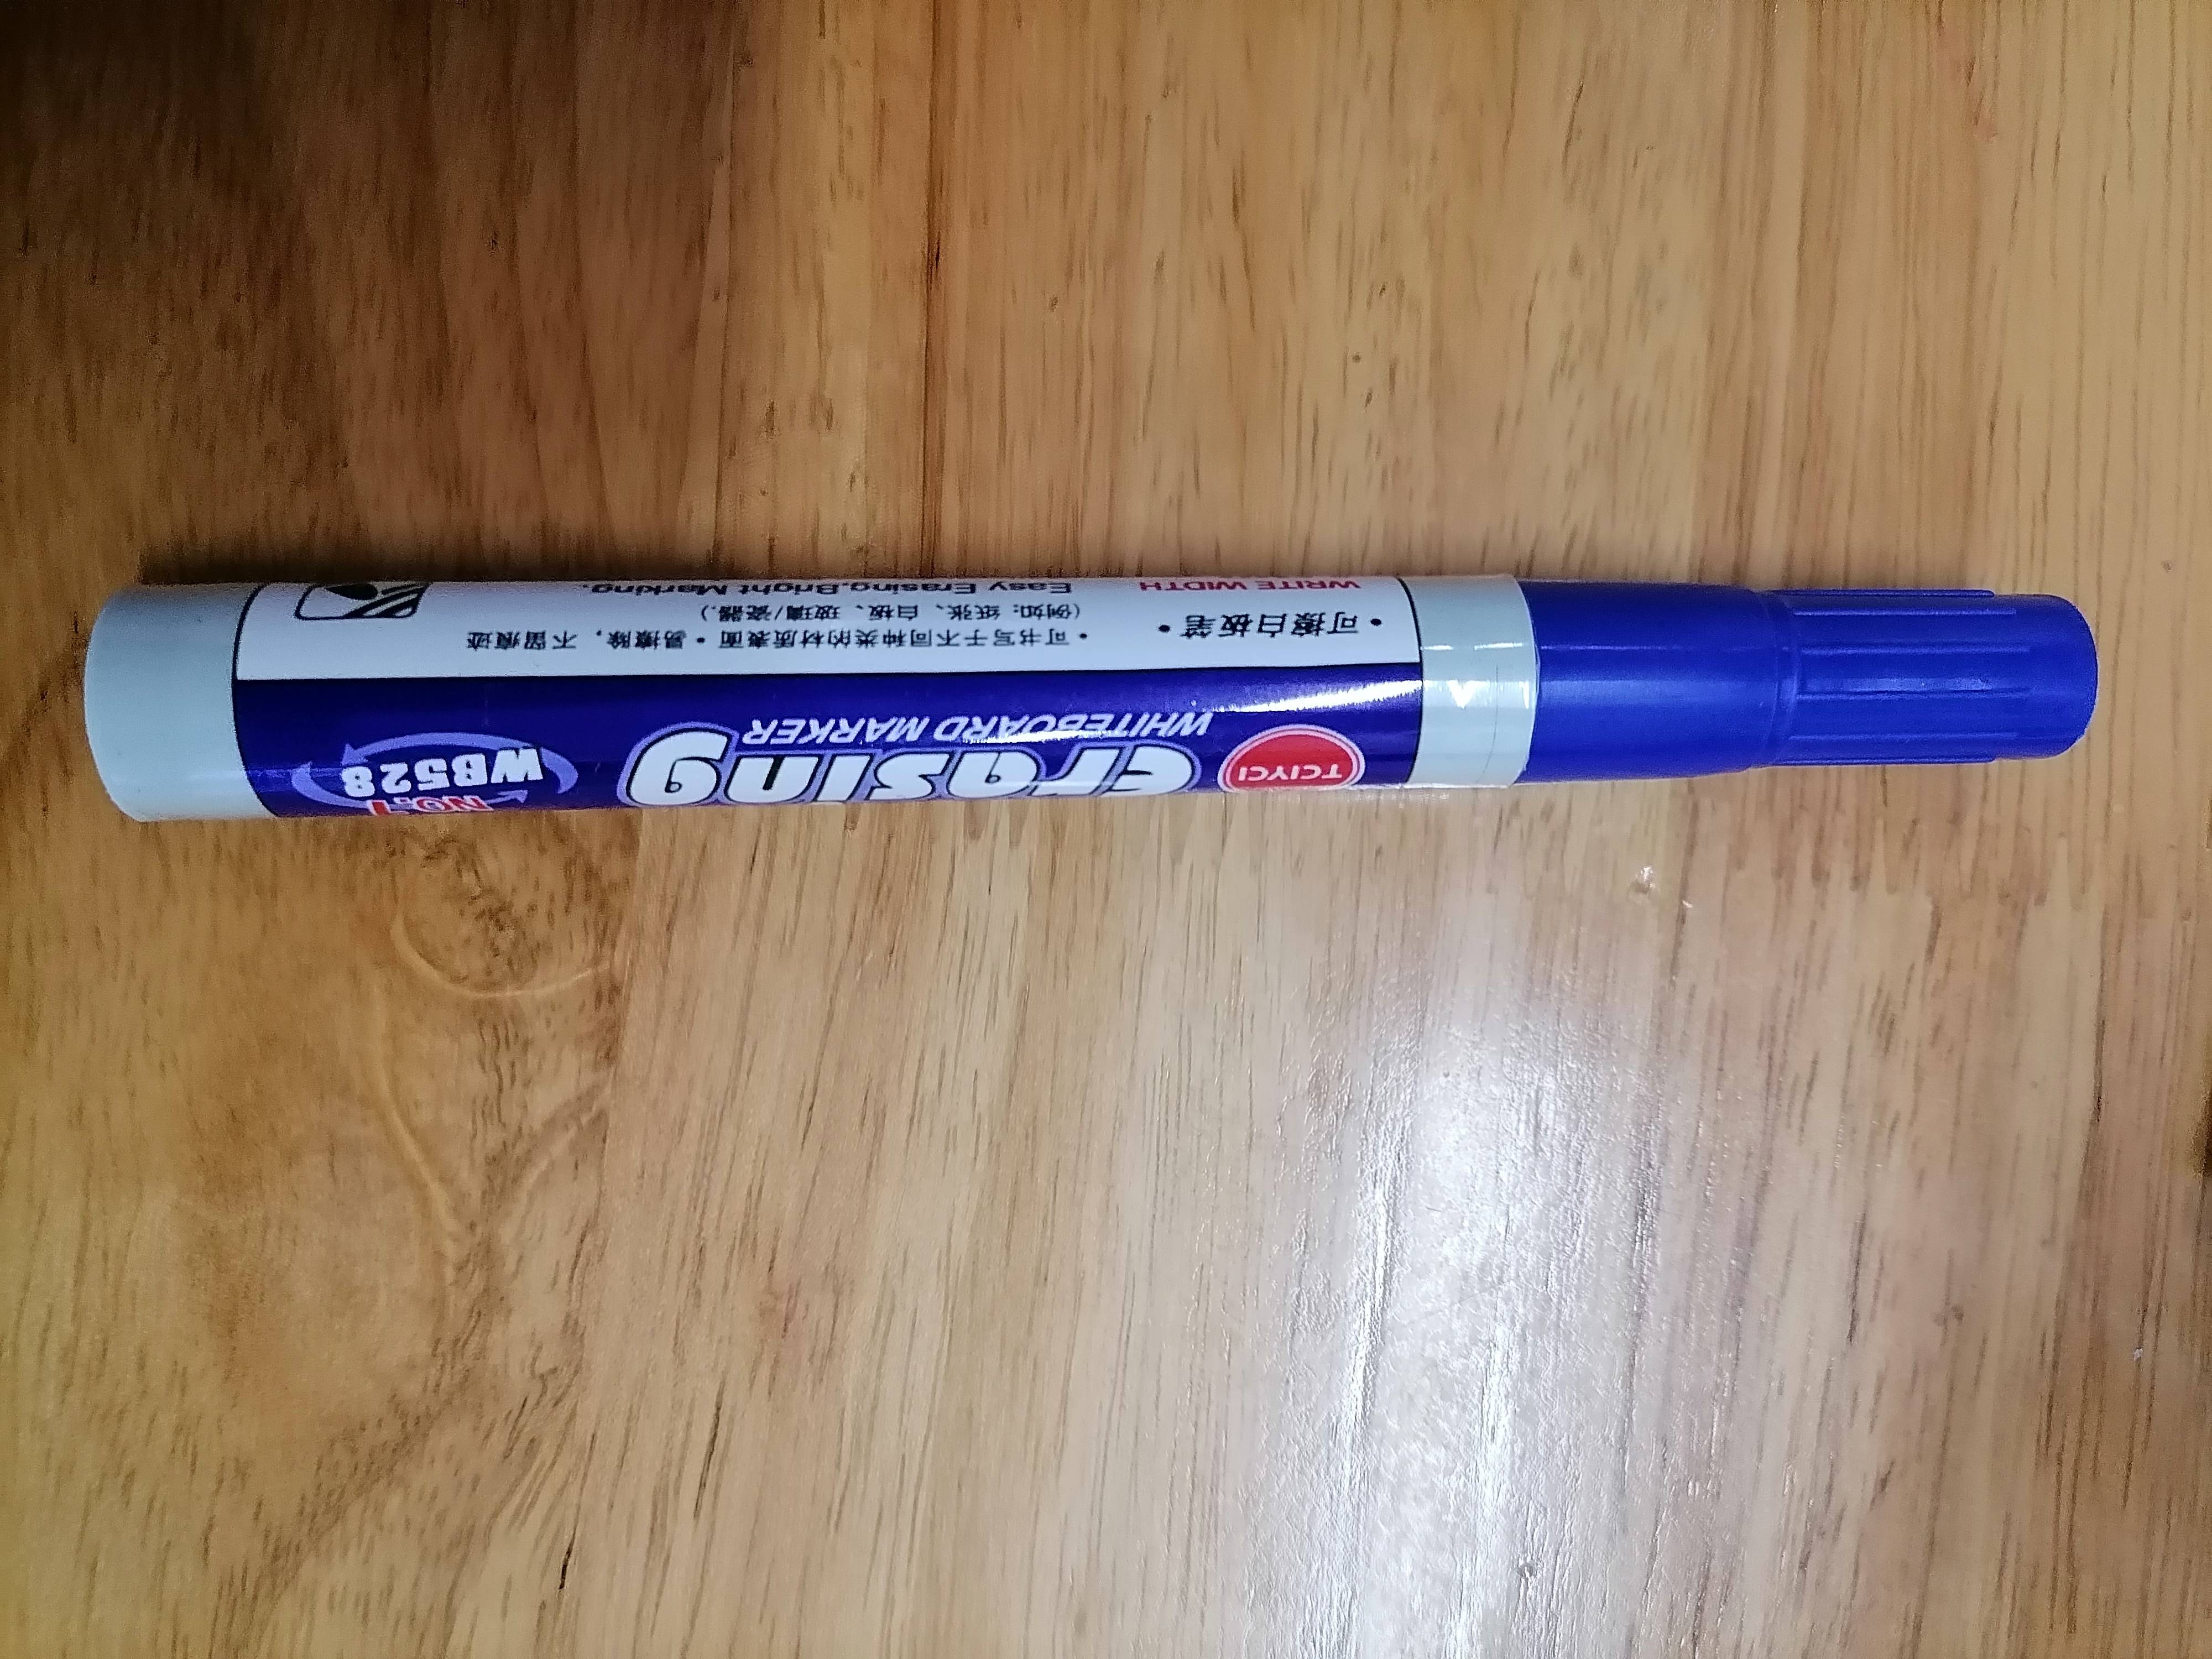 TCIYCI
erasing
WHITEBOARD MARKER
NO.1
WB528
• 可擦白板笔 •
WRITE WIDTH
• 可书写于不同种类的材质表面 • 易擦除，不留痕迹
(例如: 纸张、白板、玻璃/瓷器.)
Easy Erasing.Bright Marking.